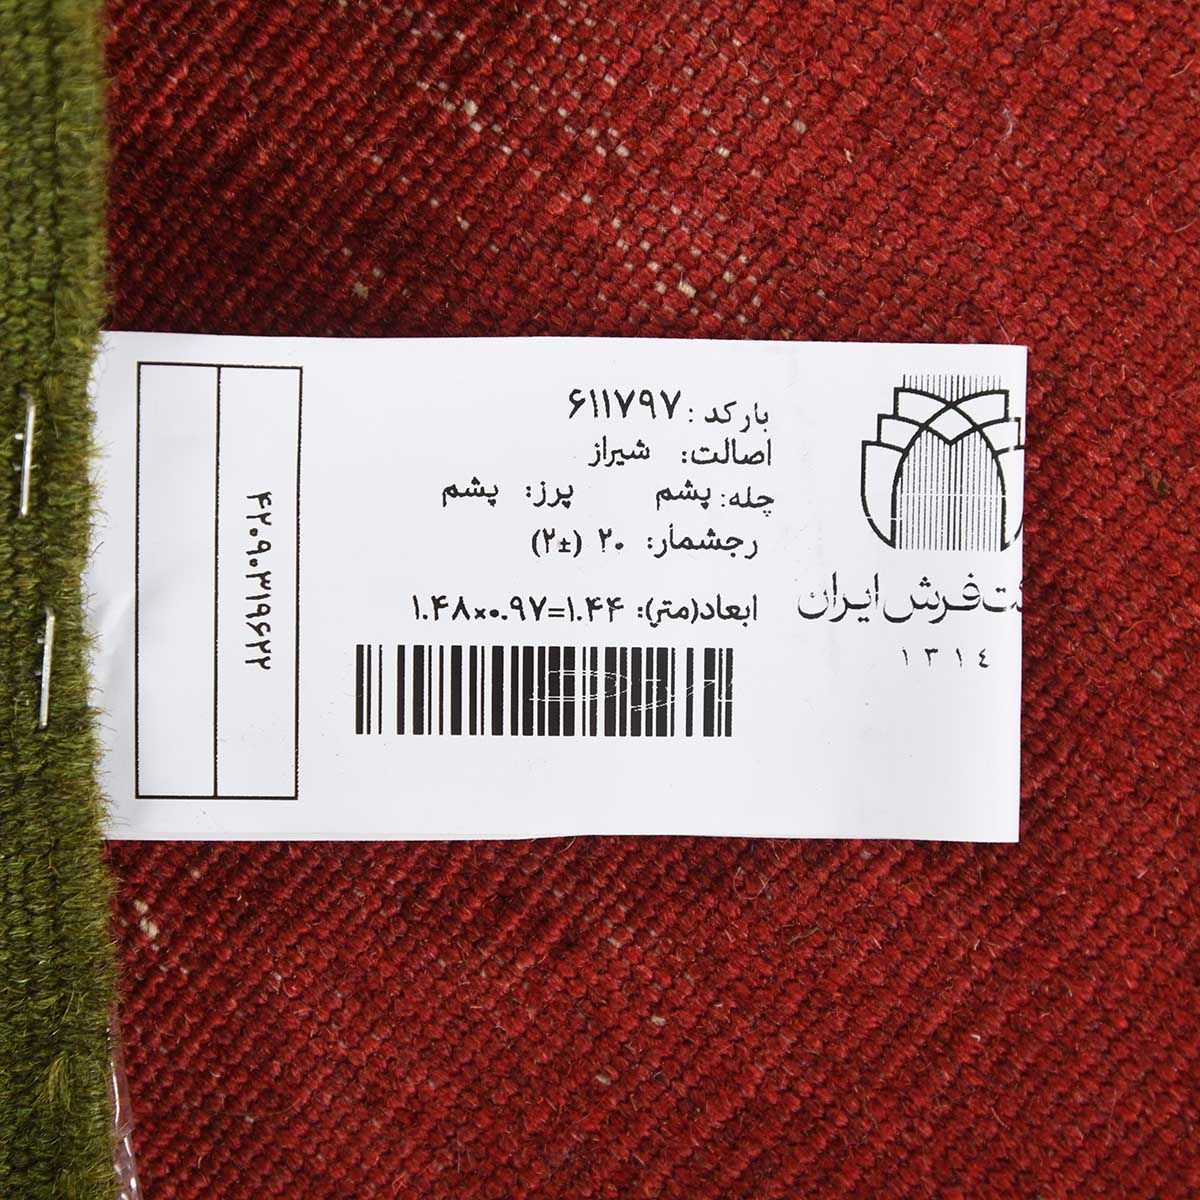 بارکد: ۶۱۱۷۹۷
اصالت: شیراز
چله: پشم پرز: پشم
رجشمار: ۲۰ (±۲)
ابعاد(متر): ۱.۴۴=۱.۴۸×۰.۹۷
فرش ایران
۱۳۱٤
۴۲۰۹۰۳۱۹۶۲۲